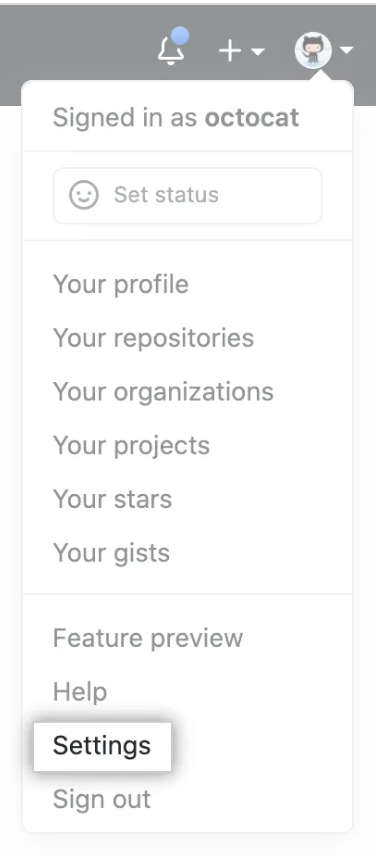 Signed in as octocat
Set status
Your profile
Your repositories
Your organizations
Your projects
Your stars
Your gists
Feature preview
Help
Settings
Sign out